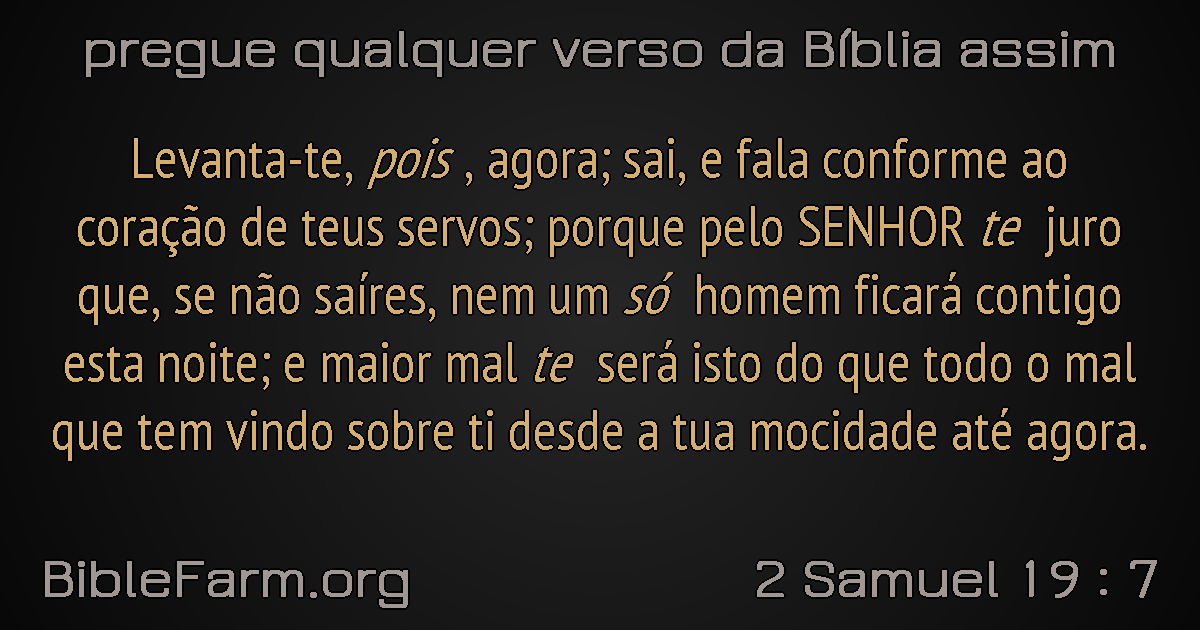 pregue qualquer verso da Bíblia assim
Levanta-te, pois , agora; sai, e fala conforme ao
coração de teus servos; porque pelo SENHOR te juro
que, se não saíres, nem um só homem ficará contigo
esta noite; e maior mal te será isto do que todo o mal
que tem vindo sobre ti desde a tua mocidade até agora.
BibleFarm.org
2 Samuel 19 : 7